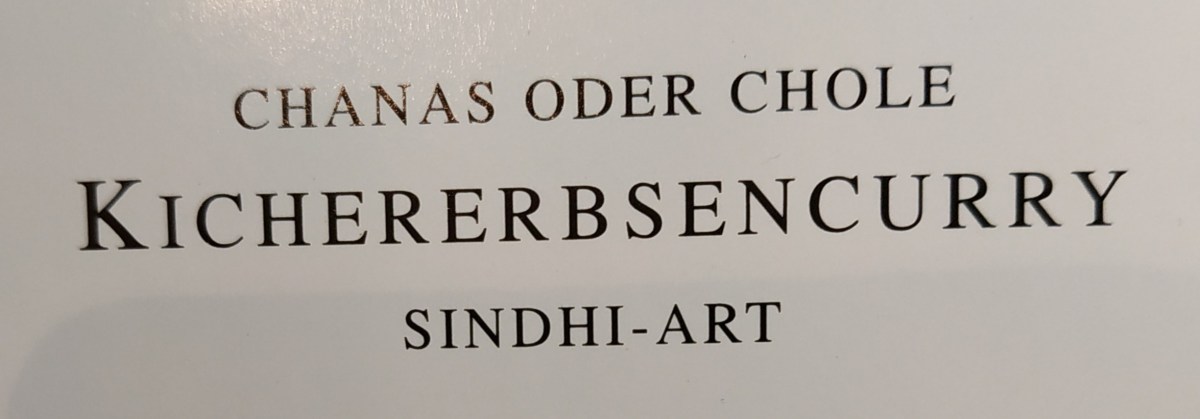 CHANAS ODER CHOLE
KICHERERBSENCURRY
SINDHI-ART